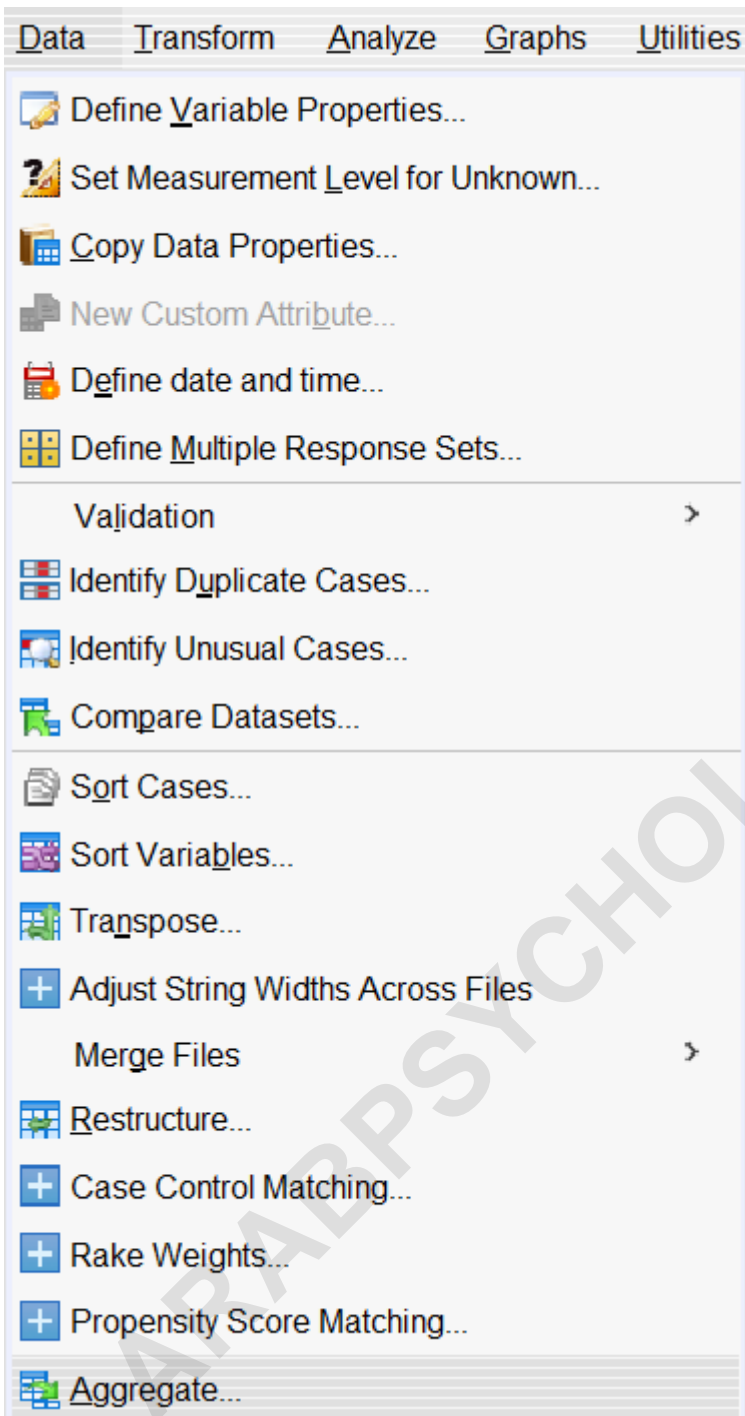 Data Transform Analyze Graphs Utilities
Define Variable Properties...
Set Measurement Level for Unknown...
Copy Data Properties...
New Custom Attribute...
Define date and time...
Define Multiple Response Sets...
Validation
Identify Duplicate Cases...
Identify Unusual Cases...
Compare Datasets...
Sort Cases...
Sort Variables...
Transpose...
Adjust String Widths Across Files
Merge Files
Restructure...
Case Control Matching...
Rake Weights...
Propensity Score Matching...
Aggregate...